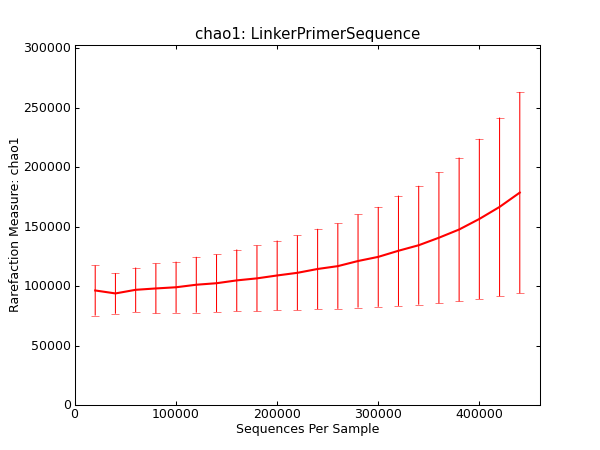 chao1: LinkerPrimerSequence
300000
250000
200000
150000
100000
50000
0
Rarefaction Measure: chao1
0 100000 200000 300000 400000
Sequences Per Sample